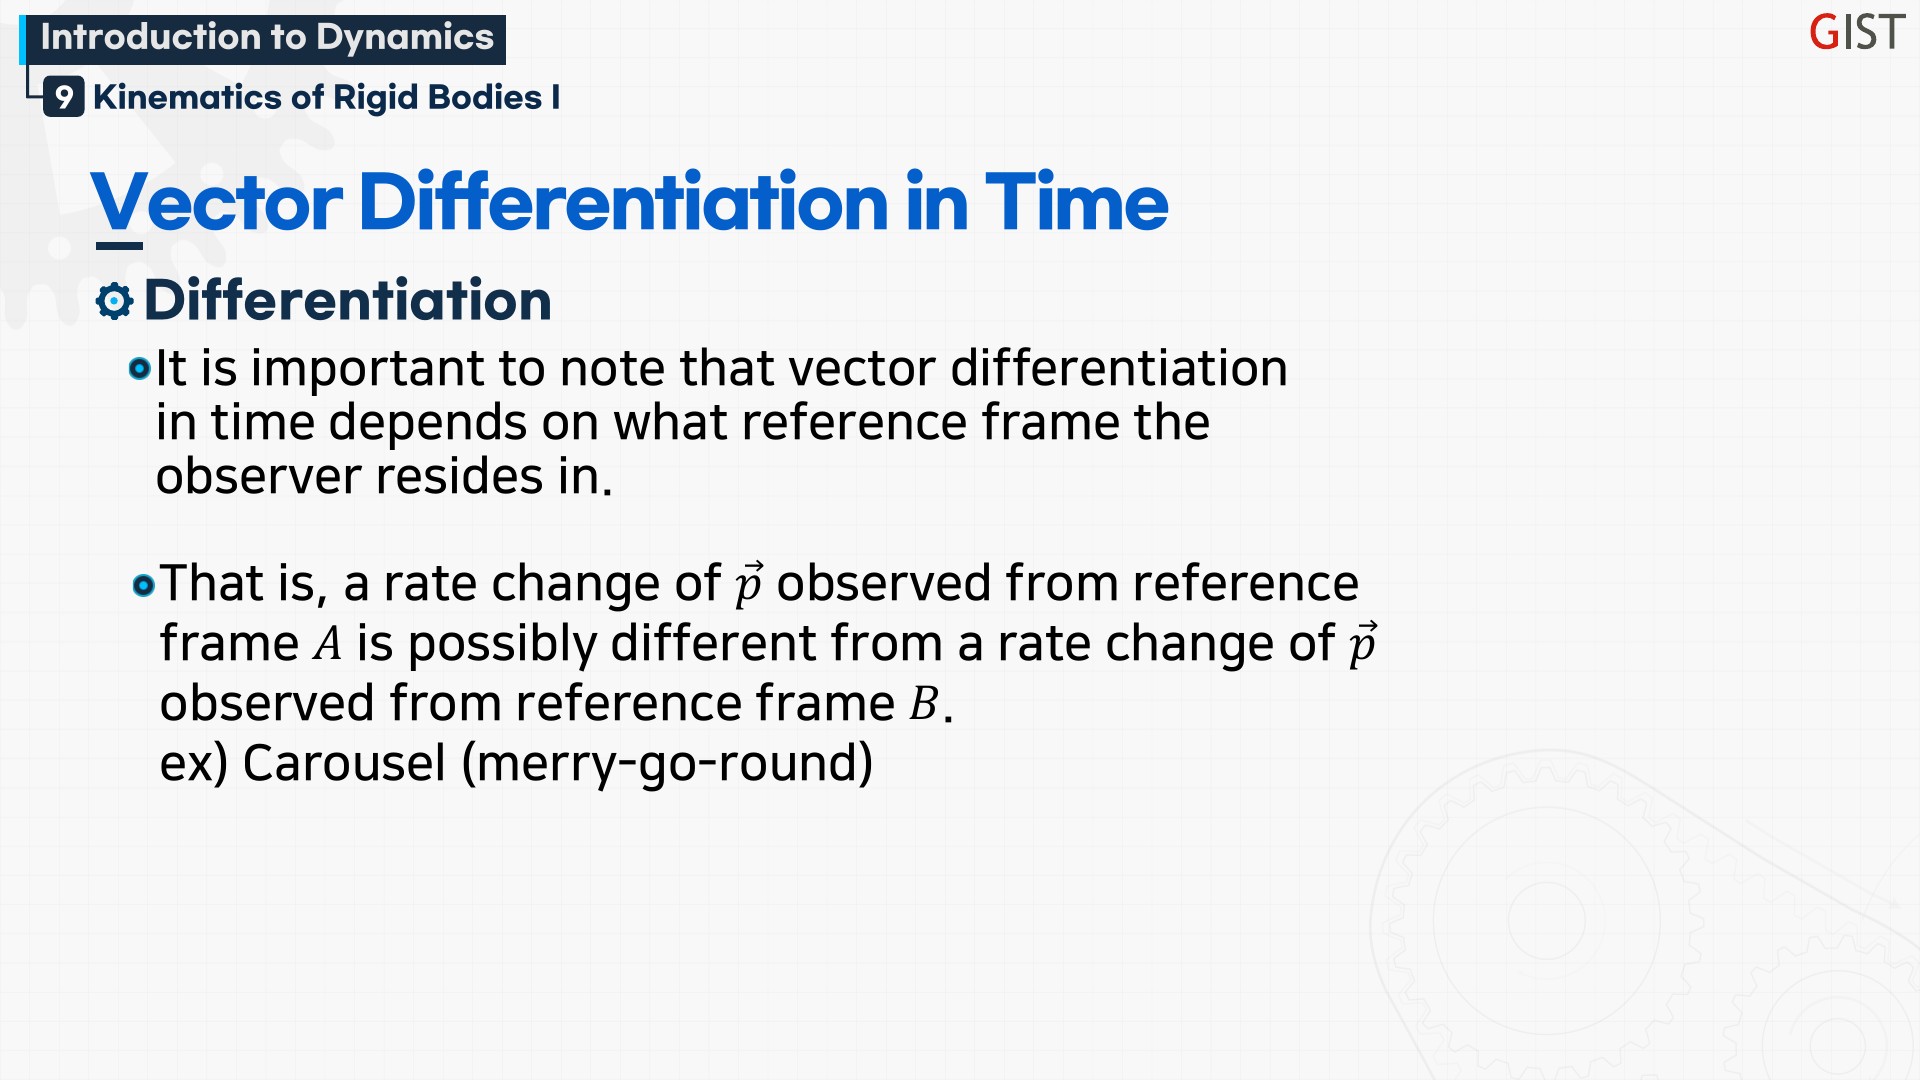 Introduction to Dynamics
GIST
9 Kinematics of Rigid Bodies I
Vector Differentiation in Time
Differentiation
It is important to note that vector differentiation
in time depends on what reference frame the
observer resides in.
That is, a rate change of p⃗ observed from reference
frame A is possibly different from a rate change of p⃗
observed from reference frame B.
ex) Carousel (merry-go-round)